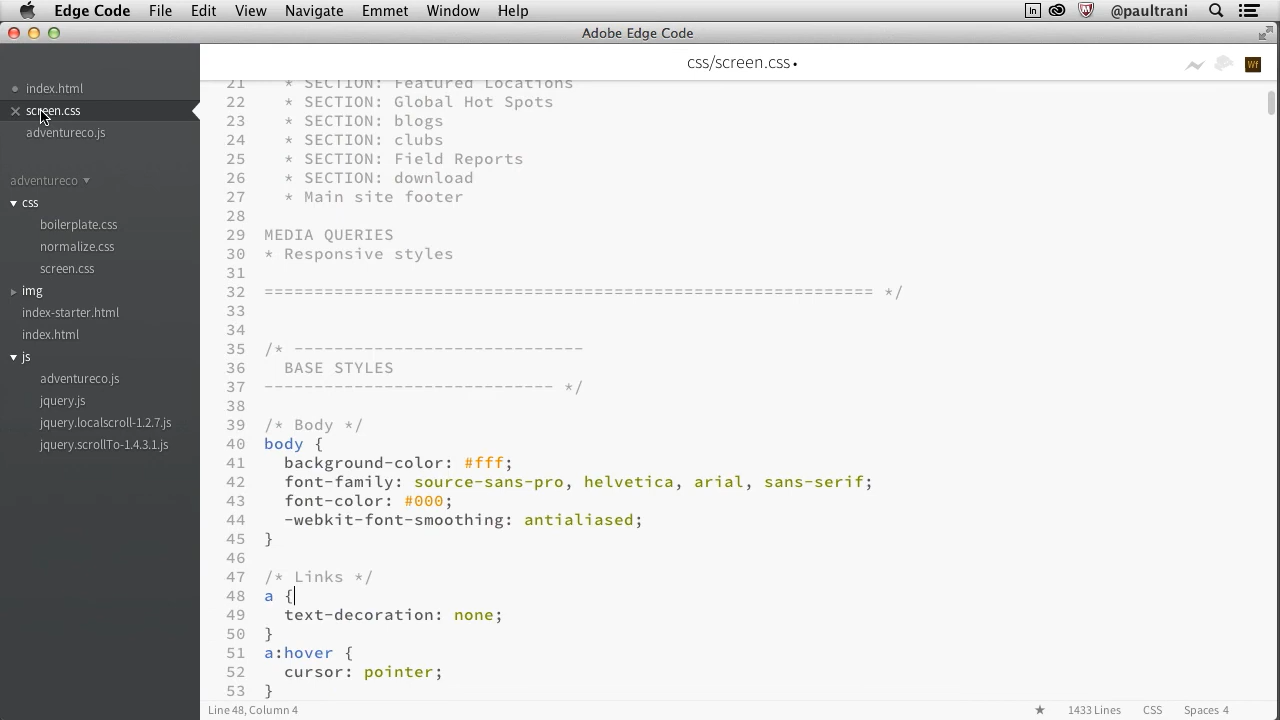 Edge Code File Edit View Navigate Emmet Window Help In @paultrani
Adobe Edge Code
index.html
screen.css
adventureco.js
adventureco
css
boilerplate.css
normalize.css
screen.css
img
index-starter.html
index.html
js
adventureco.js
jquery.js
jquery.localscroll-1.2.7.js
jquery.scrollTo-1.4.3.1.js
css/screen.css•
Wf
21 * SECTION: Featured Locations
22 * SECTION: Global Hot Spots
23 * SECTION: blogs
24 * SECTION: clubs
25 * SECTION: Field Reports
26 * SECTION: download
27 * Main site footer
28
29 MEDIA QUERIES
30 * Responsive styles
31
32 ============================================================= */
33
34
35 /* -----------------------------
36 BASE STYLES
37 ----------------------------- */
38
39 /* Body */
40 body {
41 background-color: #fff;
42 font-family: source-sans-pro, helvetica, arial, sans-serif;
43 font-color: #000;
44 -webkit-font-smoothing: antialiased;
45 }
46
47 /* Links */
48 a {
49 text-decoration: none;
50 }
51 a:hover {
52 cursor: pointer;
53 }
Line 48, Column 4 1433 Lines CSS Spaces 4